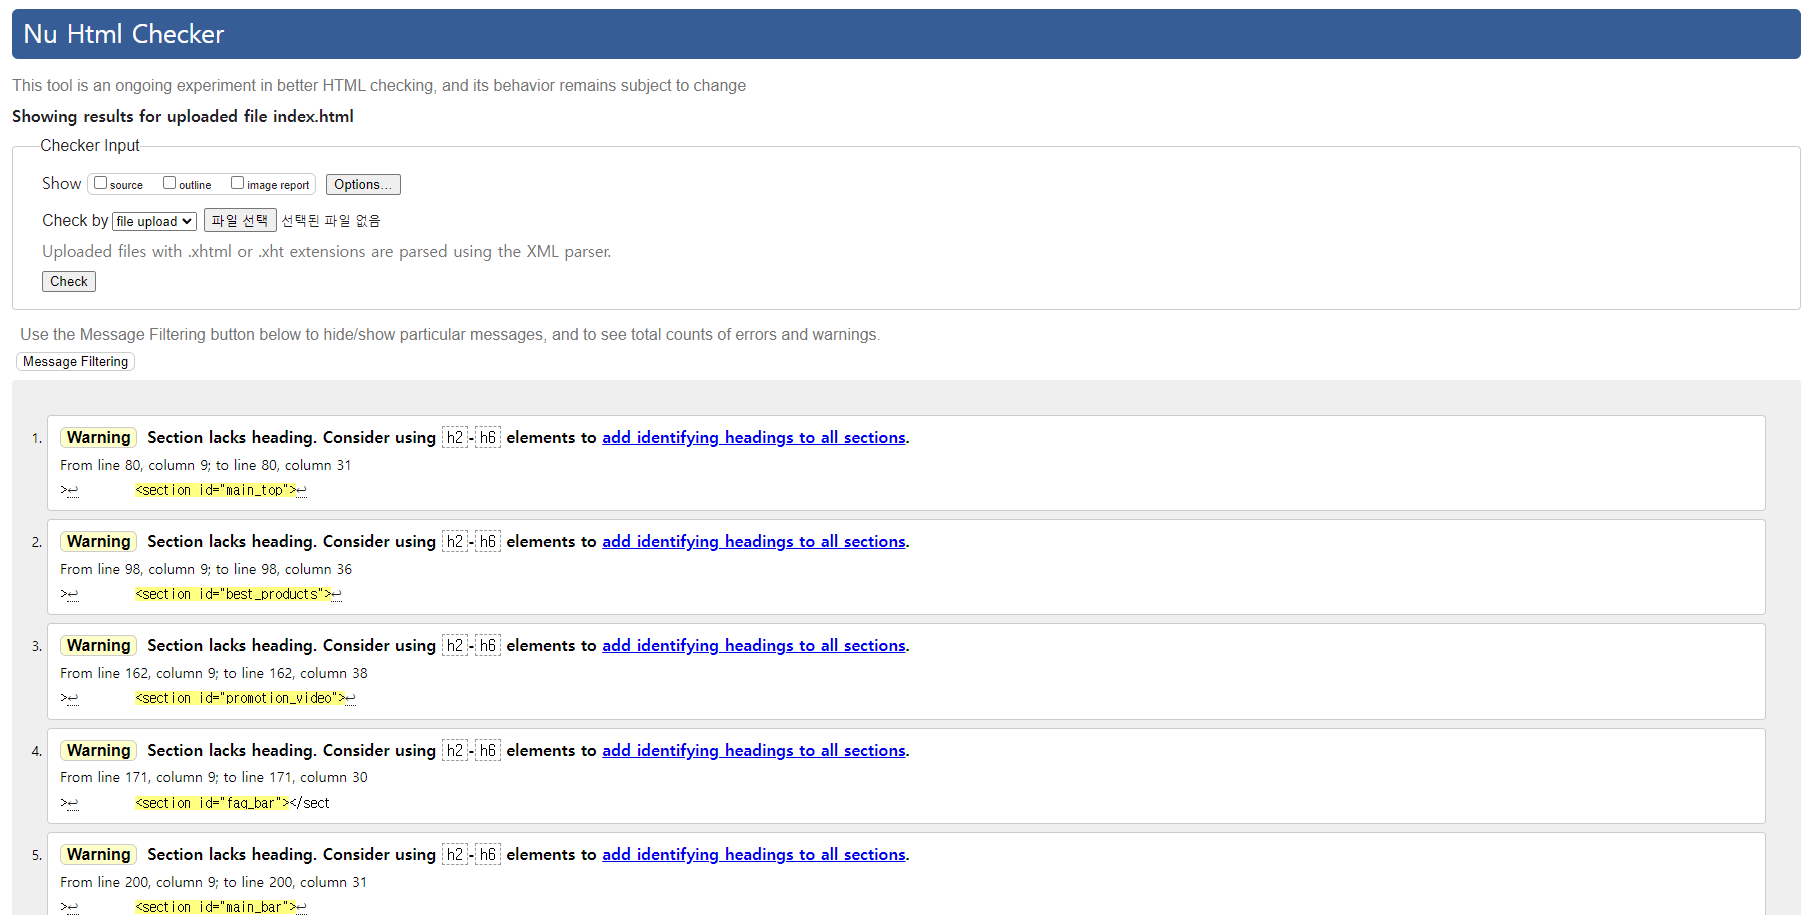 Nu Html Checker
This tool is an ongoing experiment in better HTML checking, and its behavior remains subject to change
Showing results for uploaded file index.html
Checker Input
Show source outline image report Options...
Check by file upload 파일 선택 선택된 파일 없음
Uploaded files with .xhtml or .xht extensions are parsed using the XML parser.
Check
Use the Message Filtering button below to hide/show particular messages, and to see total counts of errors and warnings.
Message Filtering
1. Warning Section lacks heading. Consider using h2-h6 elements to add identifying headings to all sections.
From line 80, column 9; to line 80, column 31
>↩ <section id="main_top">↩
2. Warning Section lacks heading. Consider using h2-h6 elements to add identifying headings to all sections.
From line 98, column 9; to line 98, column 36
>↩ <section id="best_products">↩
3. Warning Section lacks heading. Consider using h2-h6 elements to add identifying headings to all sections.
From line 162, column 9; to line 162, column 38
>↩ <section id="promotion_video">↩
4. Warning Section lacks heading. Consider using h2-h6 elements to add identifying headings to all sections.
From line 171, column 9; to line 171, column 30
>↩ <section id="faq_bar"></sect
5. Warning Section lacks heading. Consider using h2-h6 elements to add identifying headings to all sections.
From line 200, column 9; to line 200, column 31
>↩ <section id="main_bar">↩